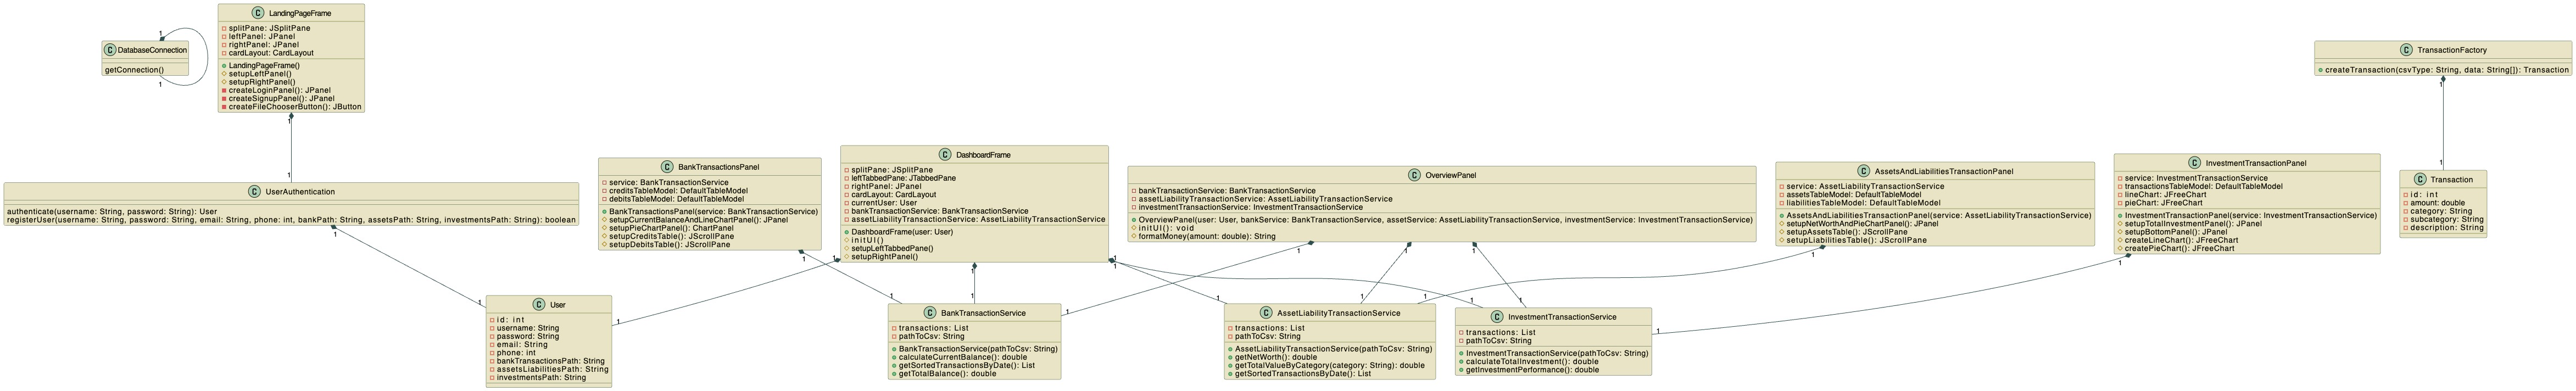 LandingPageFrame
splitPane: JSplitPane
leftPanel: JPanel
rightPanel: JPanel
cardLayout: CardLayout
LandingPageFrame()
setupLeftPanel()
setupRightPanel()
createLoginPanel(): JPanel
createSignupPanel(): JPanel
createFileChooserButton(): JButton
1
DatabaseConnection
getConnection()
1
1
TransactionFactory
createTransaction(csvType: String, data: String[]): Transaction
1
1
UserAuthentication
authenticate(username: String, password: String): User
registerUser(username: String, password: String, email: String, phone: int, bankPath: String, assetsPath: String, investmentsPath: String): boolean
1
BankTransactionsPanel
service: BankTransactionService
creditsTableModel: DefaultTableModel
debitsTableModel: DefaultTableModel
BankTransactionsPanel(service: BankTransactionService)
setupCurrentBalanceAndLineChartPanel(): JPanel
setupPieChartPanel(): ChartPanel
setupCreditsTable(): JScrollPane
setupDebitsTable(): JScrollPane
1
DashboardFrame
splitPane: JSplitPane
leftTabbedPane: JTabbedPane
rightPanel: JPanel
cardLayout: CardLayout
currentUser: User
bankTransactionService: BankTransactionService
assetLiabilityTransactionService: AssetLiabilityTransactionService
DashboardFrame(user: User)
initUI()
setupLeftTabbedPane()
setupRightPanel()
1
1
1
1
OverviewPanel
bankTransactionService: BankTransactionService
assetLiabilityTransactionService: AssetLiabilityTransactionService
investmentTransactionService: InvestmentTransactionService
OverviewPanel(user: User, bankService: BankTransactionService, assetService: AssetLiabilityTransactionService, investmentService: InvestmentTransactionService)
initUI(): void
formatMoney(amount: double): String
1
1
1
AssetsAndLiabilitiesTransactionPanel
service: AssetLiabilityTransactionService
assetsTableModel: DefaultTableModel
liabilitiesTableModel: DefaultTableModel
AssetsAndLiabilitiesTransactionPanel(service: AssetLiabilityTransactionService)
setupNetWorthAndPieChartPanel(): JPanel
setupAssetsTable(): JScrollPane
setupLiabilitiesTable(): JScrollPane
1
InvestmentTransactionPanel
service: InvestmentTransactionService
transactionsTableModel: DefaultTableModel
lineChart: JFreeChart
pieChart: JFreeChart
InvestmentTransactionPanel(service: InvestmentTransactionService)
setupTotalInvestmentPanel(): JPanel
setupBottomPanel(): JPanel
createLineChart(): JFreeChart
createPieChart(): JFreeChart
1
1
Transaction
id: int
amount: double
category: String
subcategory: String
description: String
1
User
id: int
username: String
password: String
email: String
phone: int
bankTransactionsPath: String
assetsLiabilitiesPath: String
investmentsPath: String
1
1
1
BankTransactionService
transactions: List
pathToCsv: String
BankTransactionService(pathToCsv: String)
calculateCurrentBalance(): double
getSortedTransactionsByDate(): List
getTotalBalance(): double
1
1
1
1
AssetLiabilityTransactionService
transactions: List
pathToCsv: String
AssetLiabilityTransactionService(pathToCsv: String)
getNetWorth(): double
getTotalValueByCategory(category: String): double
getSortedTransactionsByDate(): List
1
1
InvestmentTransactionService
transactions: List
pathToCsv: String
InvestmentTransactionService(pathToCsv: String)
calculateTotalInvestment(): double
getInvestmentPerformance(): double
1